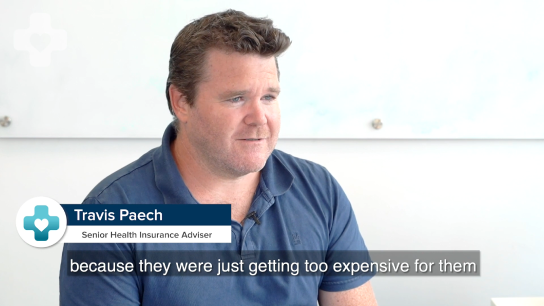 Travis Paech
Senior Health Insurance Adviser
because they were just getting too expensive for them